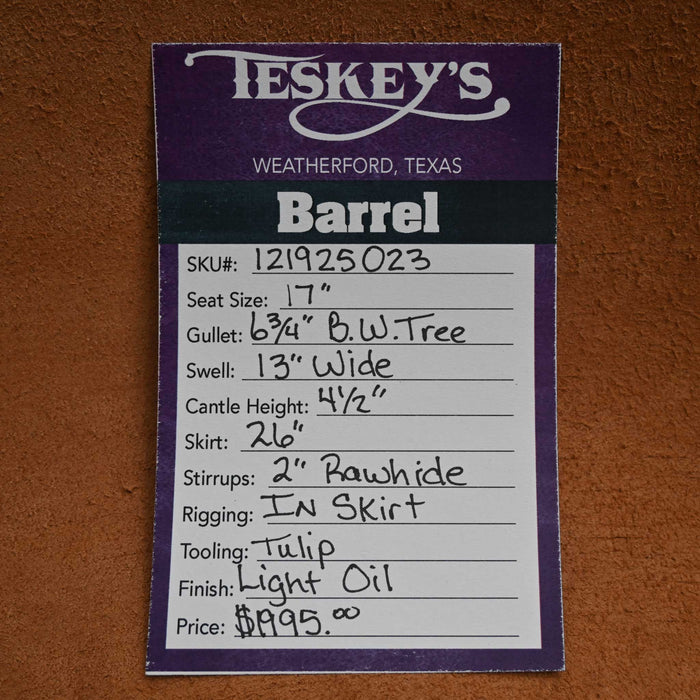 TESKEY'S
WEATHERFORD, TEXAS
Barrel
SKU#: 121925023
Seat Size: 17"
Gullet: 6¾" B.W. Tree
Swell: 13" Wide
Cantle Height: 4½"
Skirt: 26"
Stirrups: 2" Rawhide
Rigging: IN Skirt
Tooling: Tulip
Finish: Light Oil
Price: $1995.00